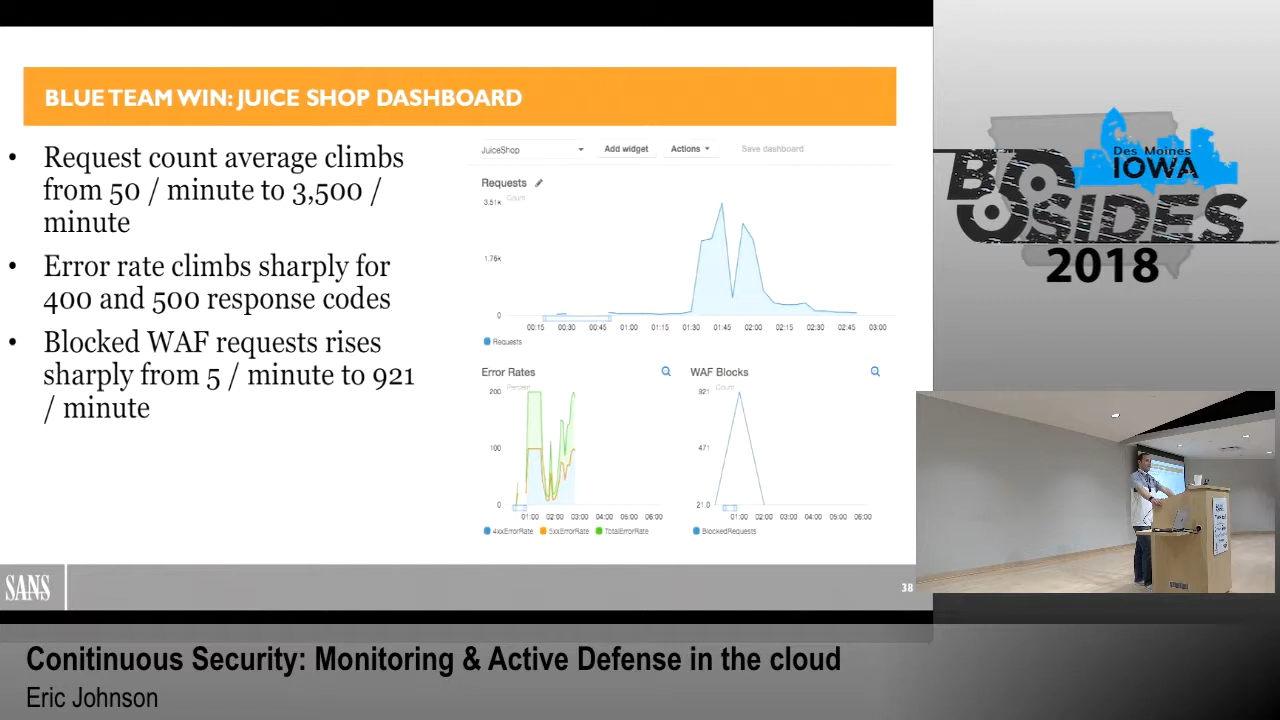 BLUE TEAM WIN: JUICE SHOP DASHBOARD
• Request count average climbs
from 50 / minute to 3,500 /
minute
• Error rate climbs sharply for
400 and 500 response codes
• Blocked WAF requests rises
sharply from 5 / minute to 921
/ minute
JuiceShop
Add widget
Actions
Save dashboard
Requests
Count
3.51k
1.76k
0
00:15 00:30 00:45 01:00 01:15 01:30 01:45 02:00 02:15 02:30 02:45 03:00
Requests
Error Rates
Percent
200
100
0
01:00 02:00 03:00 04:00 05:00 06:00
4xxErrorRate 5xxErrorRate TotalErrorRate
WAF Blocks
Count
921
471
21.0
01:00 02:00 03:00 04:00 05:00 06:00
BlockedRequests
SANS
38
Des Moines
IOWA
BSIDES
2018
Conitinuous Security: Monitoring & Active Defense in the cloud
Eric Johnson